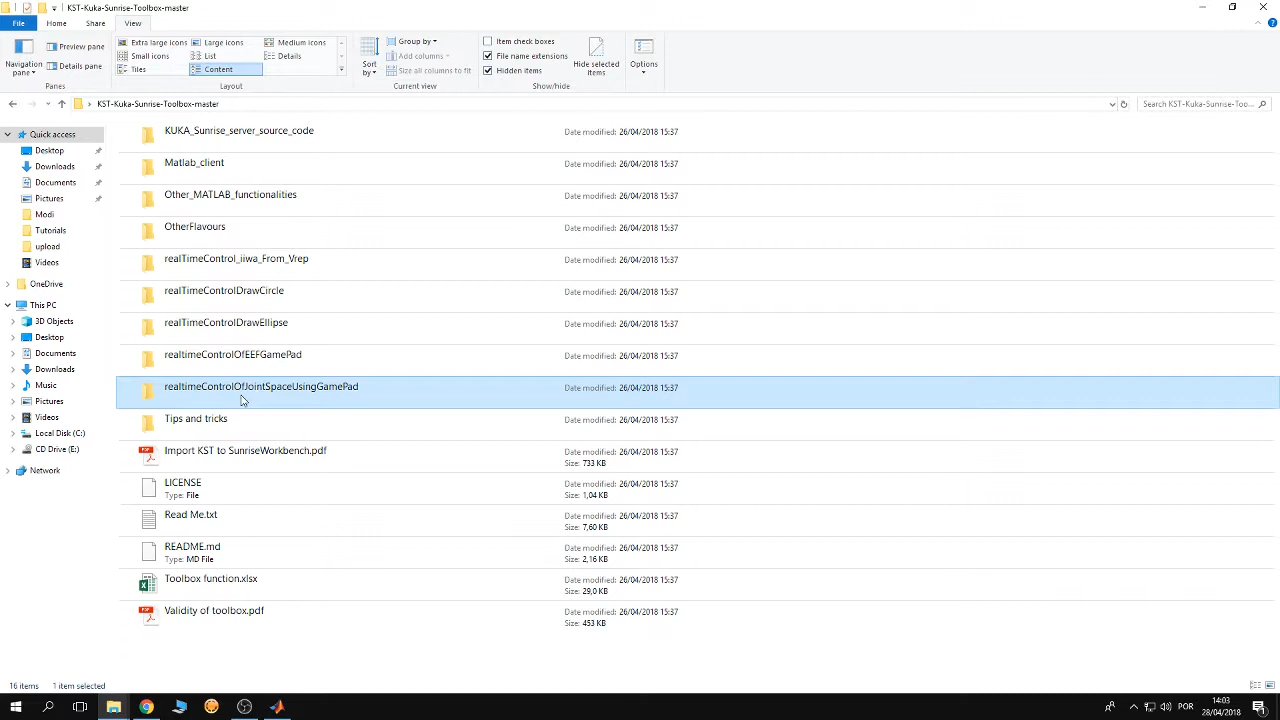 KST-Kuka-Sunrise-Toolbox-master
File Home Share View
Navigation pane
Preview pane
Details pane
Panes
Extra large icons Large icons Medium icons
Small icons List Details
Tiles Content
Layout
Sort by
Group by
Add columns
Size all columns to fit
Current view
Item check boxes
File name extensions
Hidden items
Hide selected items
Show/hide
Options
KST-Kuka-Sunrise-Toolbox-master
Search KST-Kuka-Sunrise-Too...
Quick access
Desktop
Downloads
Documents
Pictures
Modi
Tutorials
upload
Videos
OneDrive
This PC
3D Objects
Desktop
Documents
Downloads
Music
Pictures
Videos
Local Disk (C:)
CD Drive (E:)
Network
KUKA_Sunrise_server_source_code Date modified: 26/04/2018 15:37
Matlab_client Date modified: 26/04/2018 15:37
Other_MATLAB_functionalities Date modified: 26/04/2018 15:37
OtherFlavours Date modified: 26/04/2018 15:37
realTimeControl_iiwa_From_Vrep Date modified: 26/04/2018 15:37
realTimeControlDrawCircle Date modified: 26/04/2018 15:37
realTimeControlDrawEllipse Date modified: 26/04/2018 15:37
realtimeControlOfEEFGamePad Date modified: 26/04/2018 15:37
realtimeControlOfJointSpaceUsingGamePad Date modified: 26/04/2018 15:37
Tips and tricks Date modified: 26/04/2018 15:37
Import KST to SunriseWorkbench.pdf Date modified: 26/04/2018 15:37
Size: 733 KB
LICENSE Date modified: 26/04/2018 15:37
Type: File Size: 1,04 KB
Read Me.txt Date modified: 26/04/2018 15:37
Size: 7,60 KB
README.md Date modified: 26/04/2018 15:37
Type: MD File Size: 2,16 KB
Toolbox function.xlsx Date modified: 26/04/2018 15:37
Size: 29,0 KB
Validity of toolbox.pdf Date modified: 26/04/2018 15:37
Size: 453 KB
16 items 1 item selected
POR
14:03
28/04/2018